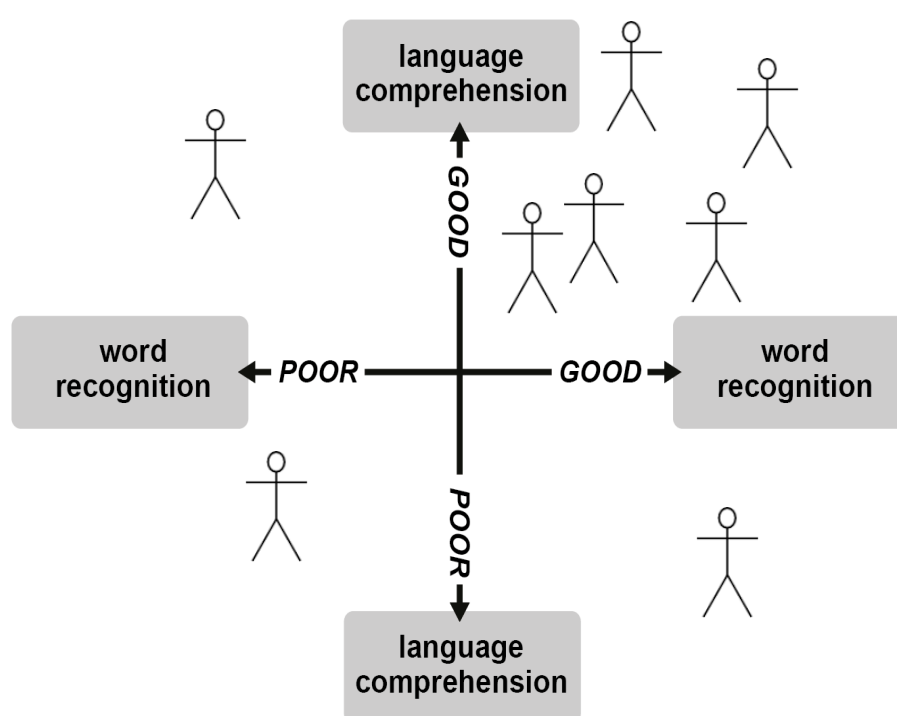 language
comprehension
GOOD
word
recognition
POOR
GOOD
word
recognition
POOR
language
comprehension